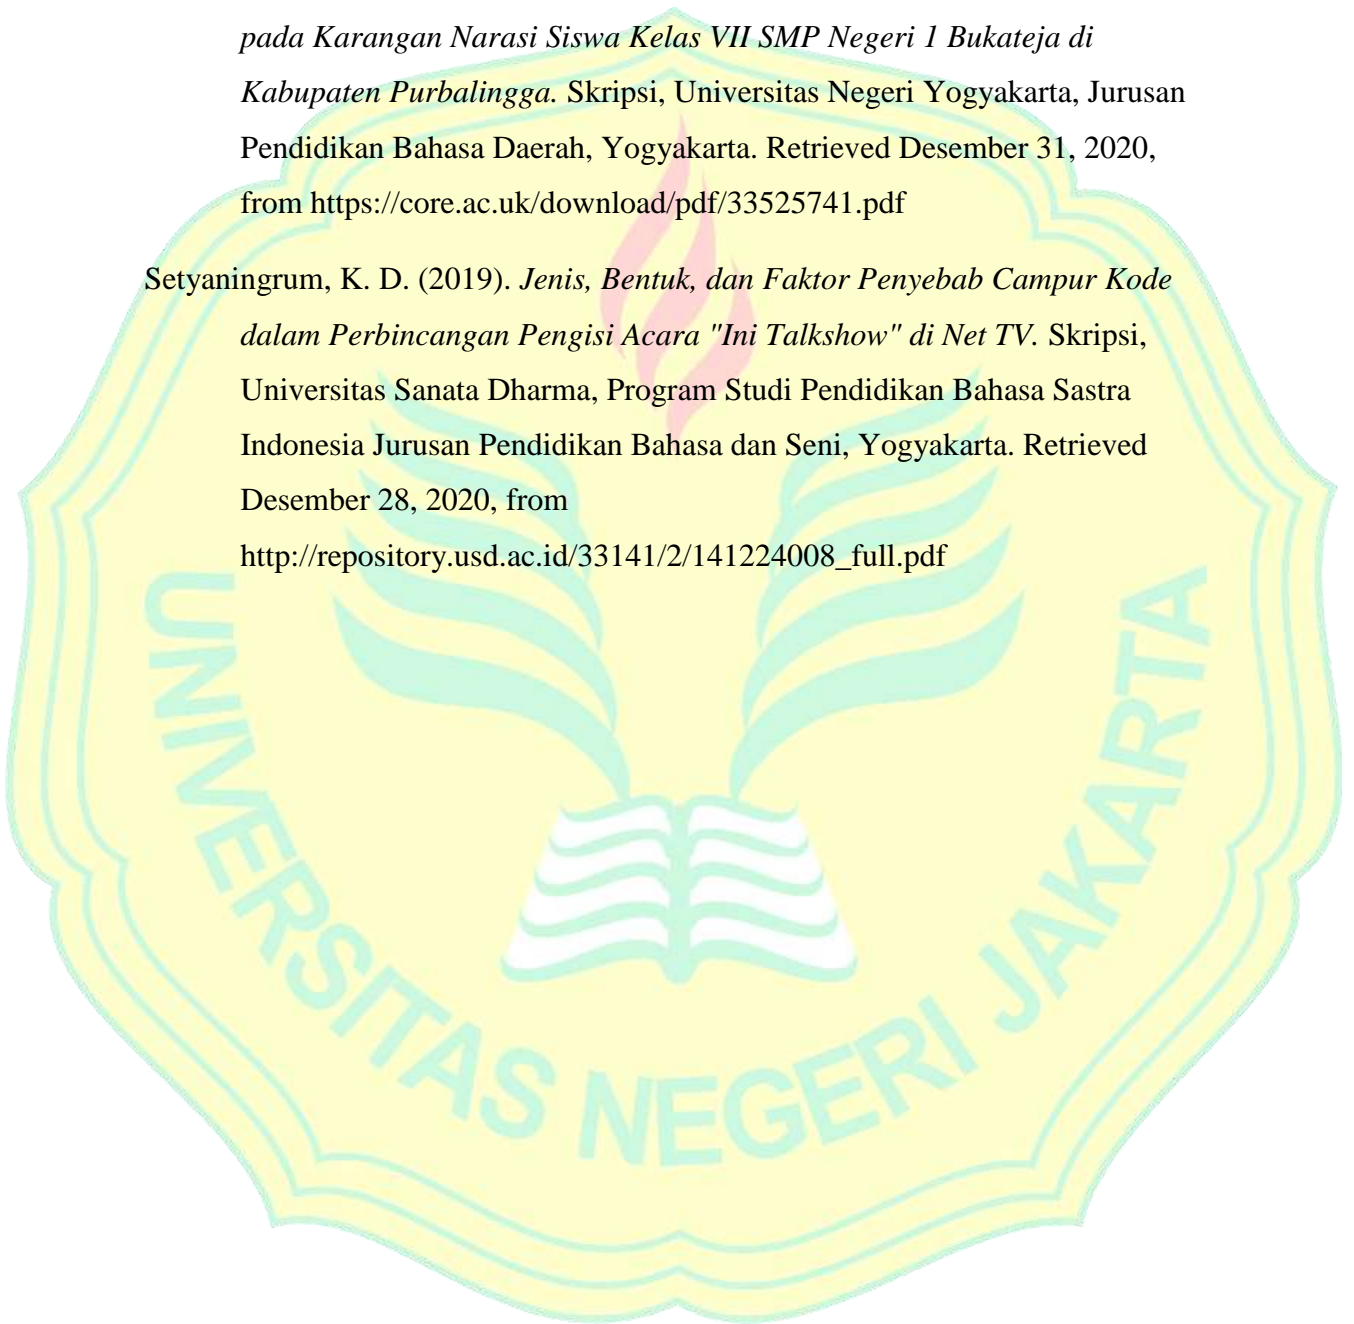 pada Karangan Narasi Siswa Kelas VII SMP Negeri 1 Bukateja di
Kabupaten Purbalingga. Skripsi, Universitas Negeri Yogyakarta, Jurusan
Pendidikan Bahasa Daerah, Yogyakarta. Retrieved Desember 31, 2020,
from https://core.ac.uk/download/pdf/33525741.pdf
Setyaningrum, K. D. (2019). Jenis, Bentuk, dan Faktor Penyebab Campur Kode
dalam Perbincangan Pengisi Acara "Ini Talkshow" di Net TV. Skripsi,
Universitas Sanata Dharma, Program Studi Pendidikan Bahasa Sastra
Indonesia Jurusan Pendidikan Bahasa dan Seni, Yogyakarta. Retrieved
Desember 28, 2020, from
http://repository.usd.ac.id/33141/2/141224008_full.pdf
UNIVERSITAS NEGERI JAKARTA